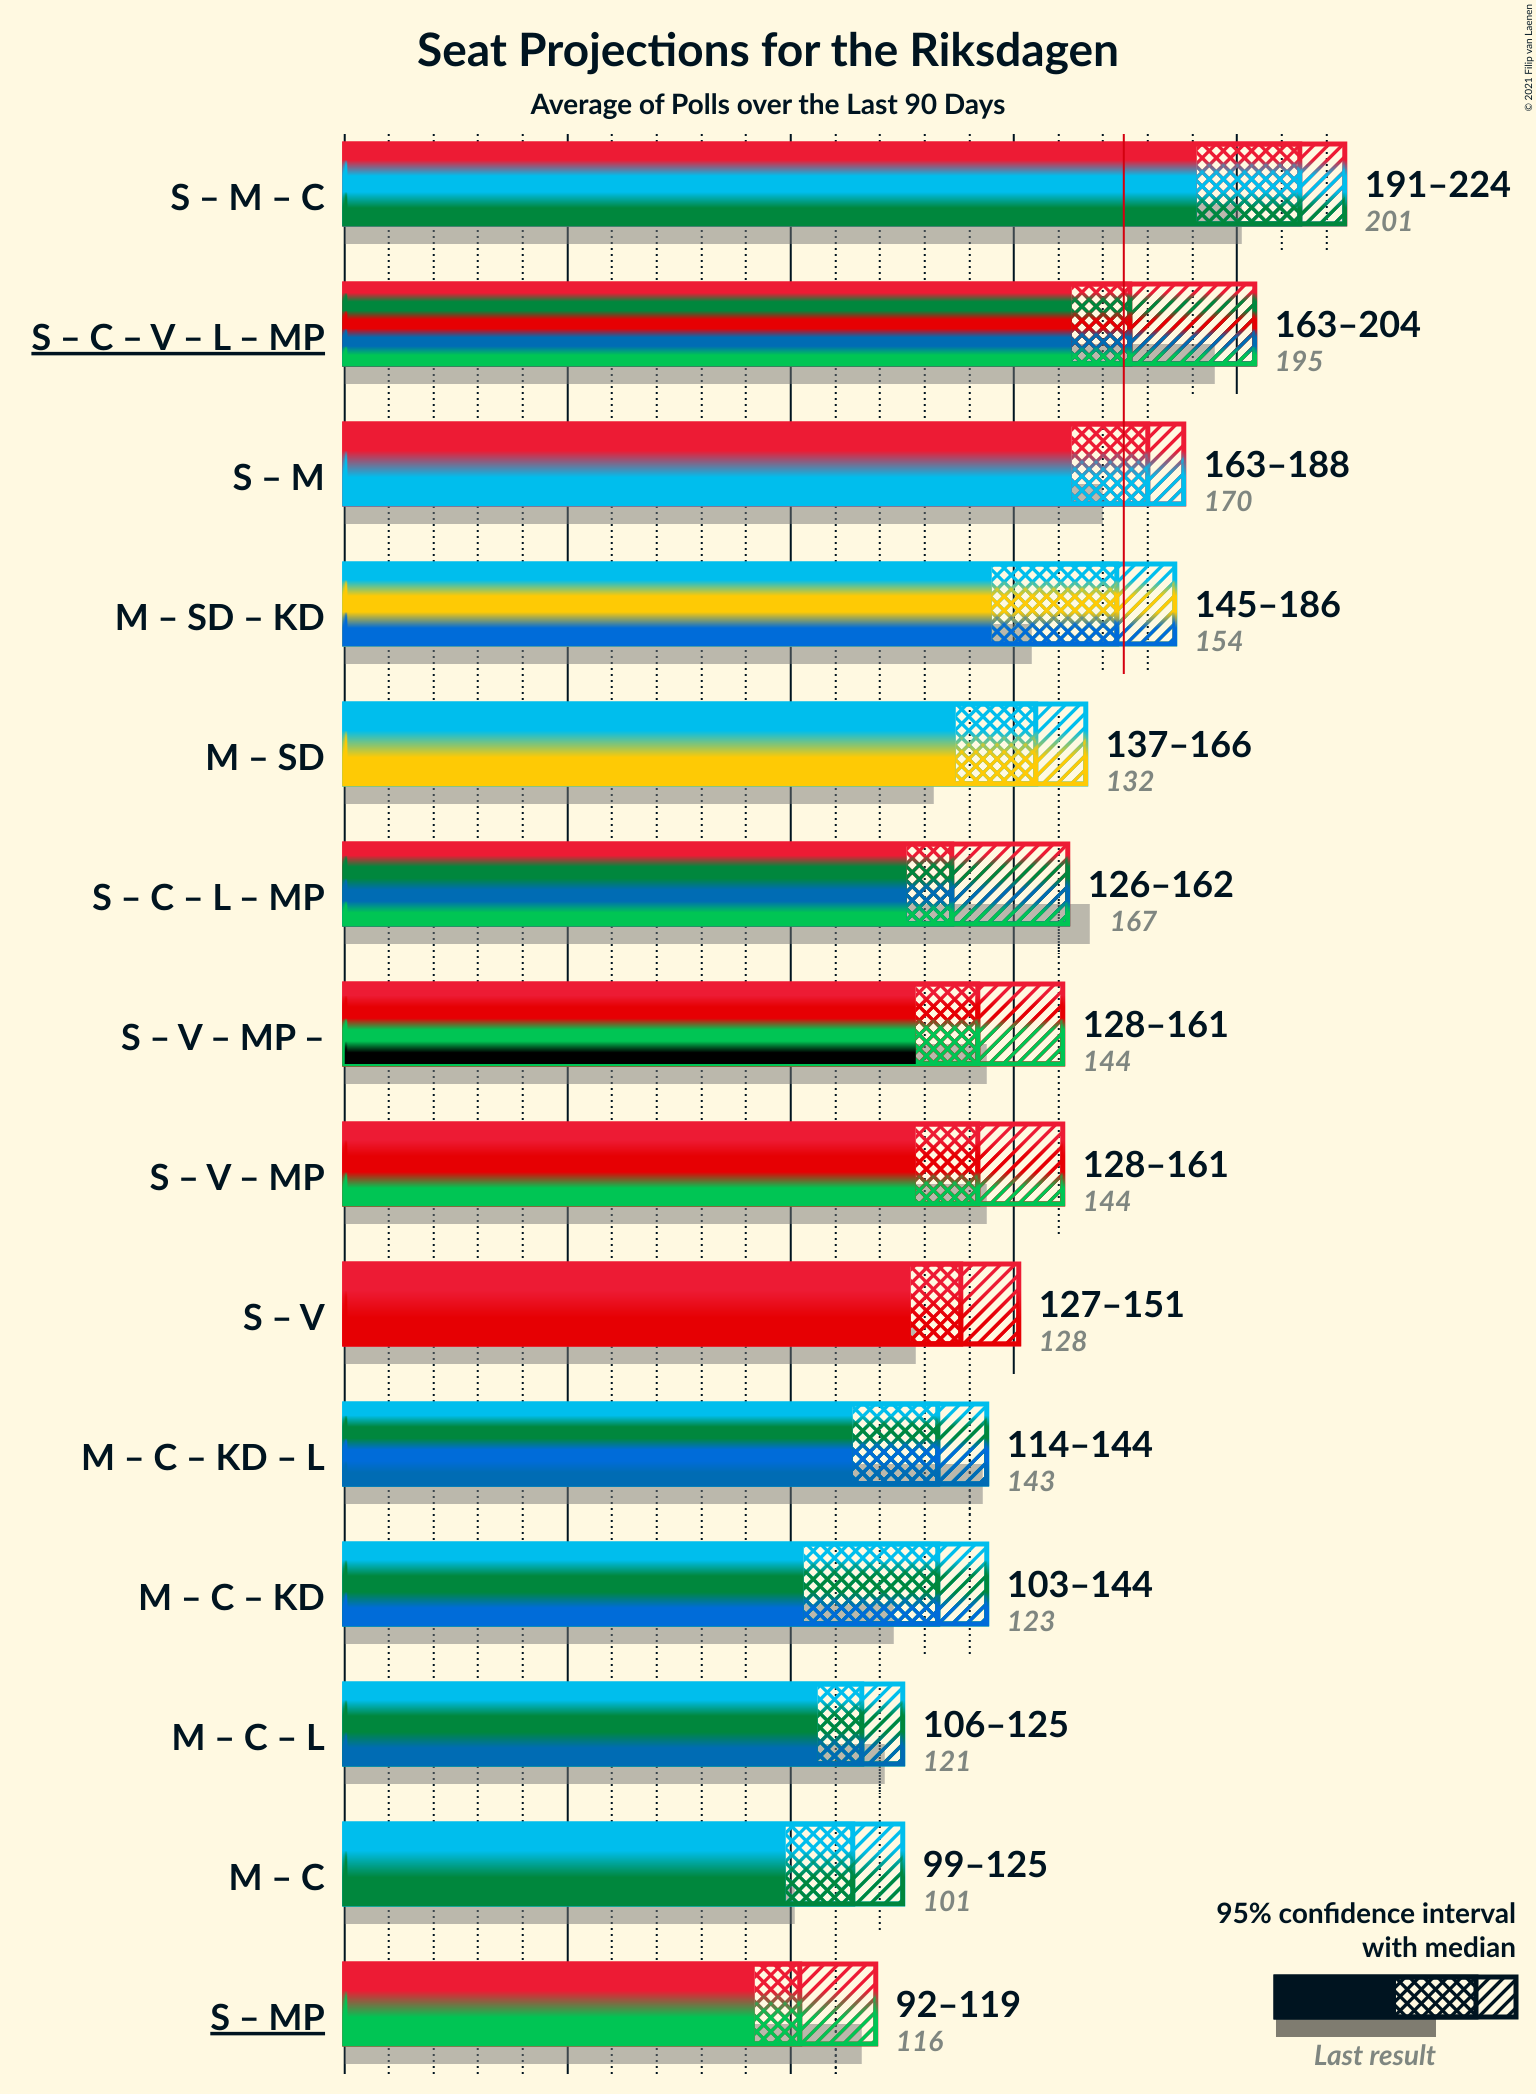 Seat Projections for the Riksdagen
Average of Polls over the Last 90 Days
© 2021 Filip van Laenen
S – M – C
191–224
201
S – C – V – L – MP
163–204
195
S – M
163–188
170
M – SD – KD
145–186
154
M – SD
137–166
132
S – C – L – MP
126–162
167
S – V – MP –
128–161
144
S – V – MP
128–161
144
S – V
127–151
128
M – C – KD – L
114–144
143
M – C – KD
103–144
123
M – C – L
106–125
121
M – C
99–125
101
S – MP
92–119
116
95% confidence interval
with median
Last result